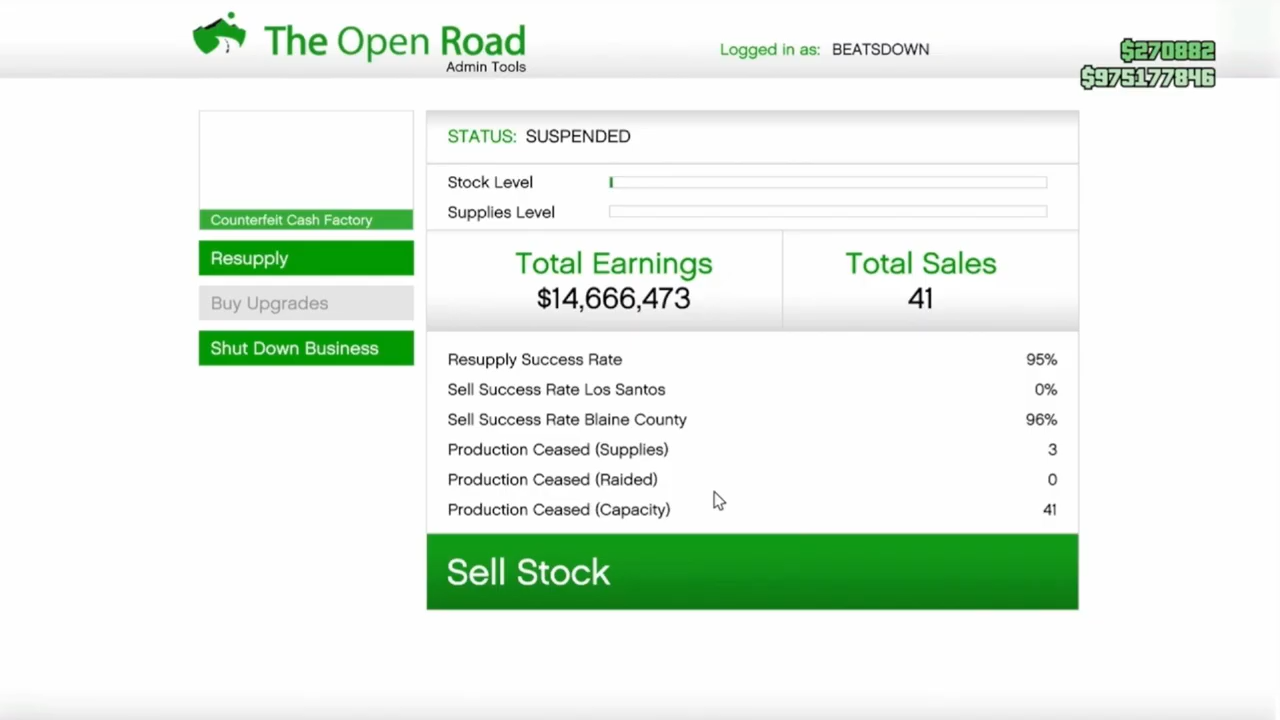 The Open Road
Admin Tools
Logged in as: BEATSDOWN
$270882
$975177846
Counterfeit Cash Factory
Resupply
Buy Upgrades
Shut Down Business
STATUS: SUSPENDED
Stock Level
Supplies Level
Total Earnings
$14,666,473
Total Sales
41
Resupply Success Rate 95%
Sell Success Rate Los Santos 0%
Sell Success Rate Blaine County 96%
Production Ceased (Supplies) 3
Production Ceased (Raided) 0
Production Ceased (Capacity) 41
Sell Stock